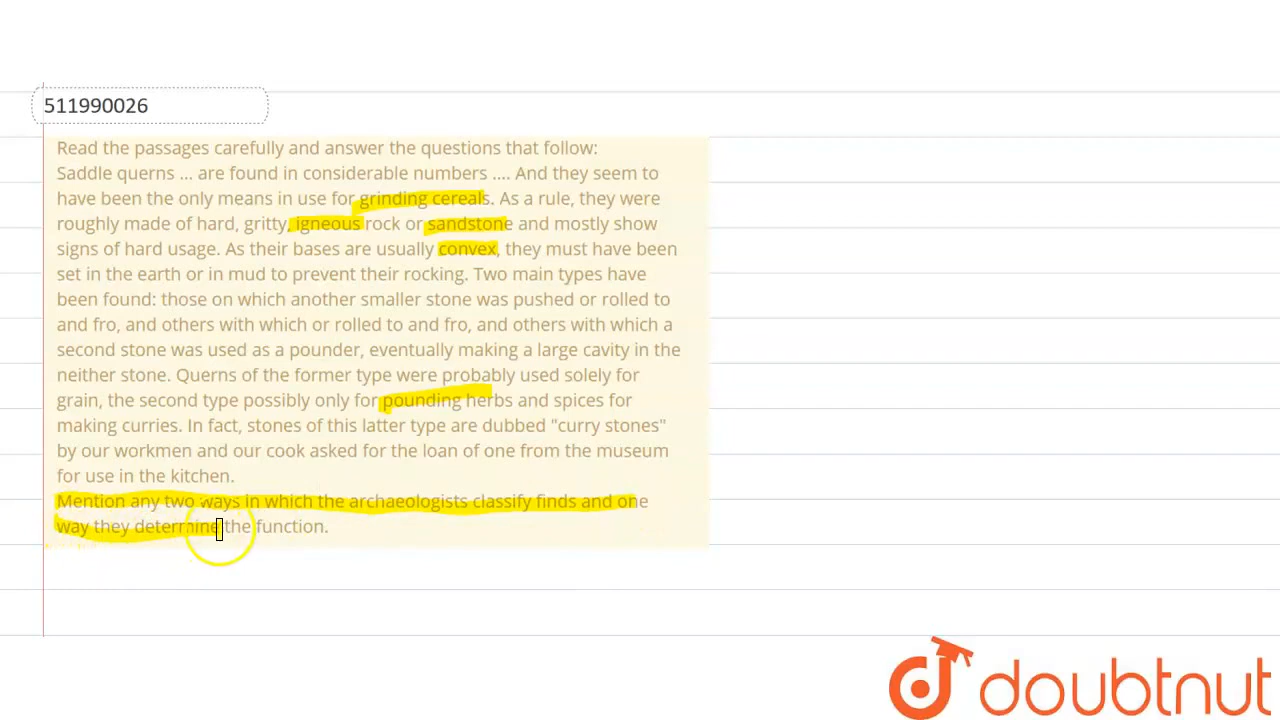 511990026
Read the passages carefully and answer the questions that follow:
Saddle querns ... are found in considerable numbers .... And they seem to
have been the only means in use for grinding cereals. As a rule, they were
roughly made of hard, gritty, igneous rock or sandstone and mostly show
signs of hard usage. As their bases are usually convex, they must have been
set in the earth or in mud to prevent their rocking. Two main types have
been found: those on which another smaller stone was pushed or rolled to
and fro, and others with which or rolled to and fro, and others with which a
second stone was used as a pounder, eventually making a large cavity in the
neither stone. Querns of the former type were probably used solely for
grain, the second type possibly only for pounding herbs and spices for
making curries. In fact, stones of this latter type are dubbed "curry stones"
by our workmen and our cook asked for the loan of one from the museum
for use in the kitchen.
Mention any two ways in which the archaeologists classify finds and one
way they determine the function.
doubtnut